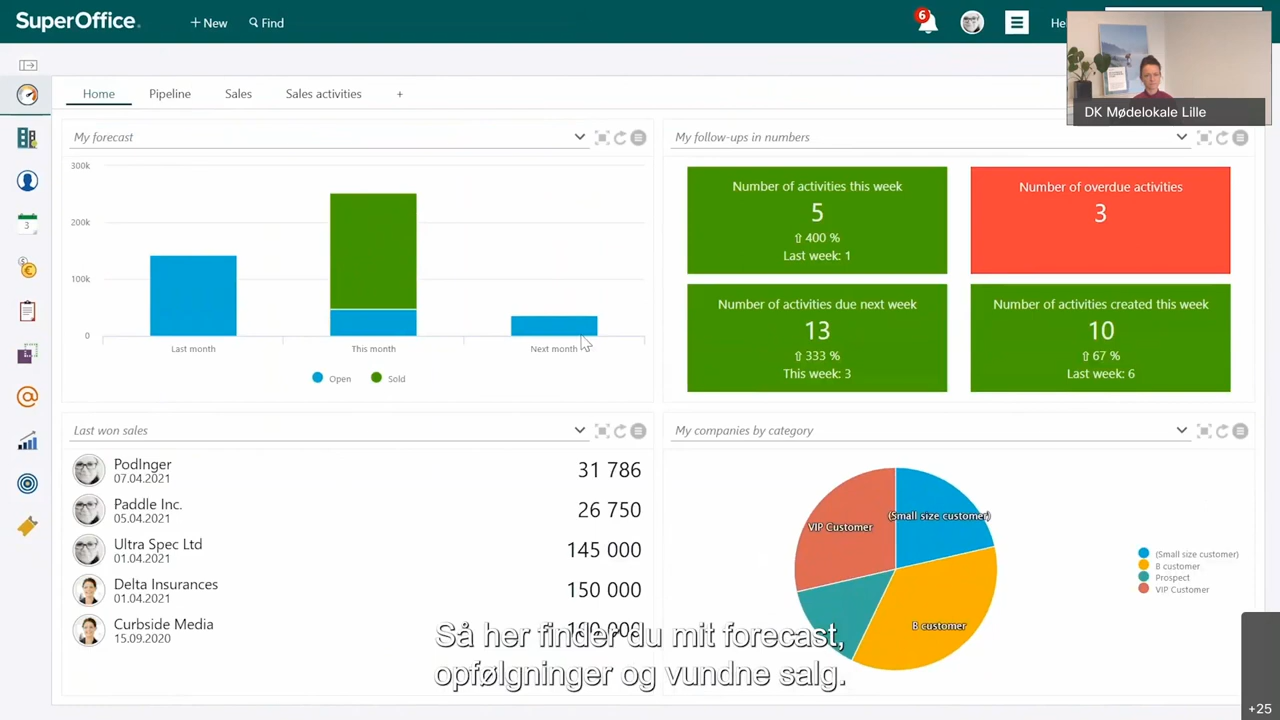 SuperOffice.
+ New
Find
6
DK Mødelokale Lille
Home
Pipeline
Sales
Sales activities
+
My forecast
300k
200k
100k
0
Last month
This month
Next month
Open
Sold
My follow-ups in numbers
Number of activities this week
5
⇧ 400 %
Last week: 1
Number of overdue activities
3
Number of activities due next week
13
⇧ 333 %
This week: 3
Number of activities created this week
10
⇧ 67 %
Last week: 6
3
Last won sales
PodInger
07.04.2021
31 786
Paddle Inc.
05.04.2021
26 750
Ultra Spec Ltd
01.04.2021
145 000
Delta Insurances
01.04.2021
150 000
Curbside Media
15.09.2020
My companies by category
VIP Customer
(Small size customer)
B customer
(Small size customer)
B customer
Prospect
VIP Customer
Så her finder du mit forecast,
opfølgninger og vundne salg.
+25